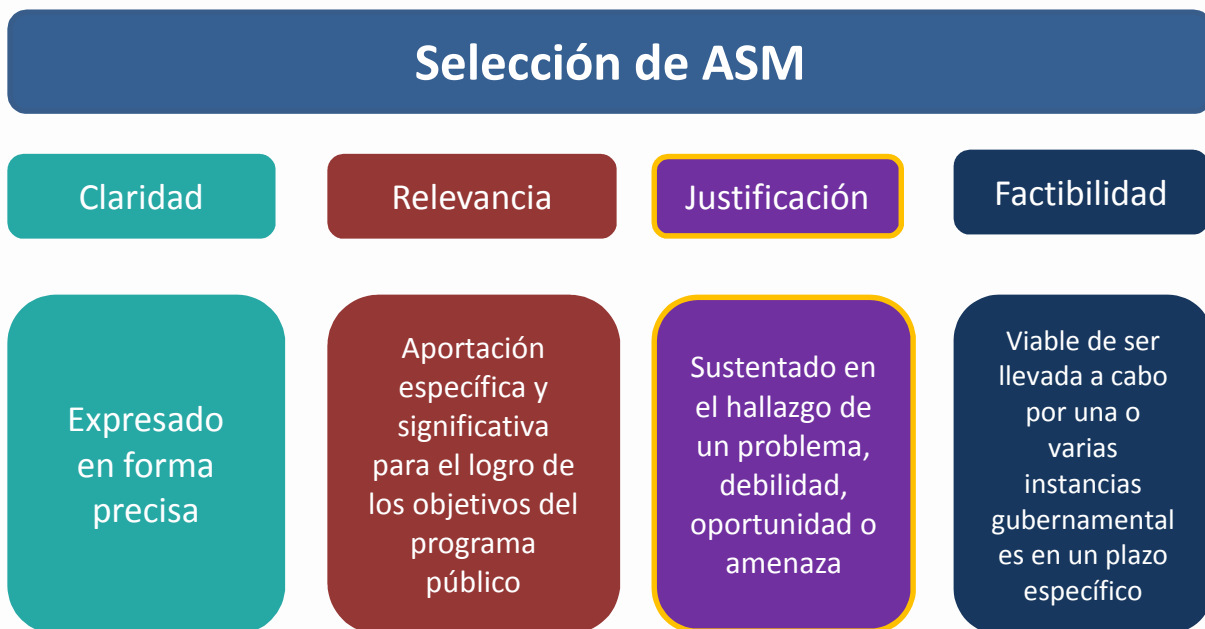 Selección de ASM
Claridad
Relevancia
Justificación
Factibilidad
Expresado
en forma
precisa
Aportación
específica y
significativa
para el logro de
los objetivos del
programa
público
Sustentado en
el hallazgo de
un problema,
debilidad,
oportunidad o
amenaza
Viable de ser
llevada a cabo
por una o
varias
instancias
gubernamental
es en un plazo
específico